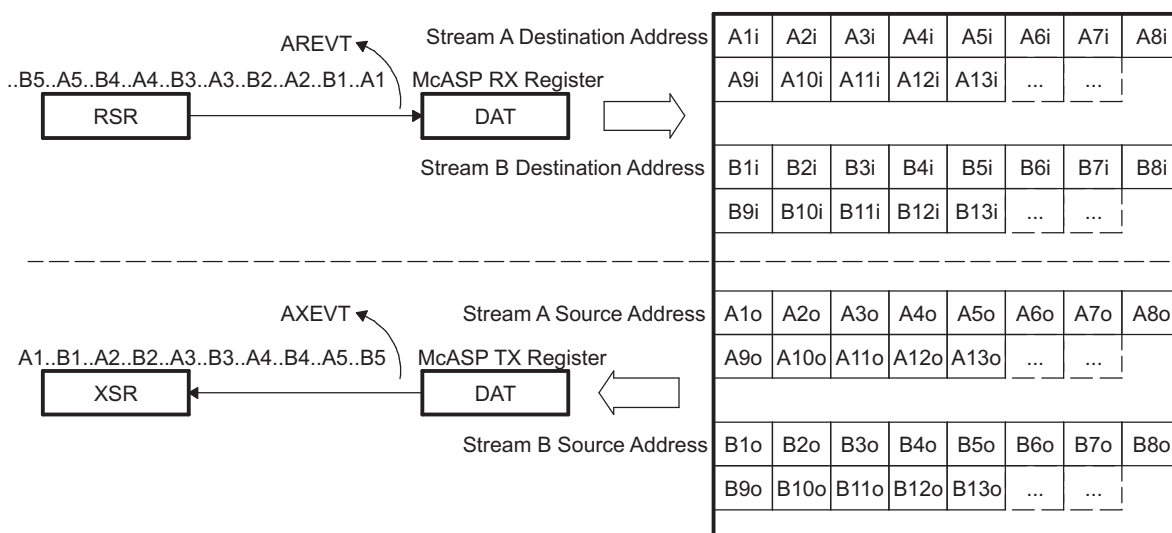 Stream A Destination Address A1i A2i A3i A4i A5i A6i A7i A8i
AREVT
..B5..A5..B4..A4..B3..A3..B2..A2..B1..A1 McASP RX Register A9i A10i A11i A12i A13i ... ...
RSR DAT
Stream B Destination Address B1i B2i B3i B4i B5i B6i B7i B8i
B9i B10i B11i B12i B13i ... ...
Stream A Source Address A1o A2o A3o A4o A5o A6o A7o A8o
AXEVT
A1..B1..A2..B2..A3..B3..A4..B4..A5..B5 McASP TX Register A9o A10o A11o A12o A13o ... ...
XSR DAT
Stream B Source Address B1o B2o B3o B4o B5o B6o B7o B8o
B9o B10o B11o B12o B13o ... ...